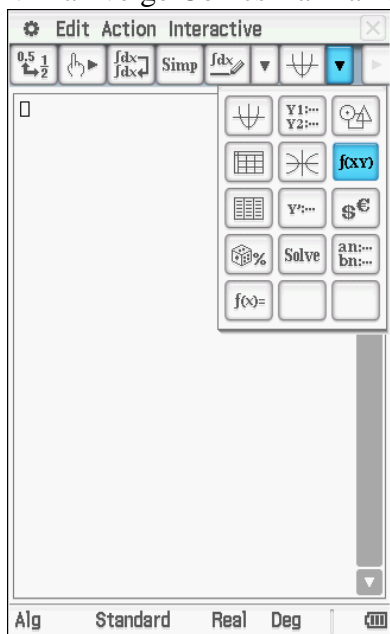 Edit Action Interactive
0.5 1 2 ∫dx ∫dx Simp ∫dx
Y1:··· Y2:···
f(XY)
Y':··· $€
% Solve an:··· bn:···
f(x)=
Alg Standard Real Deg